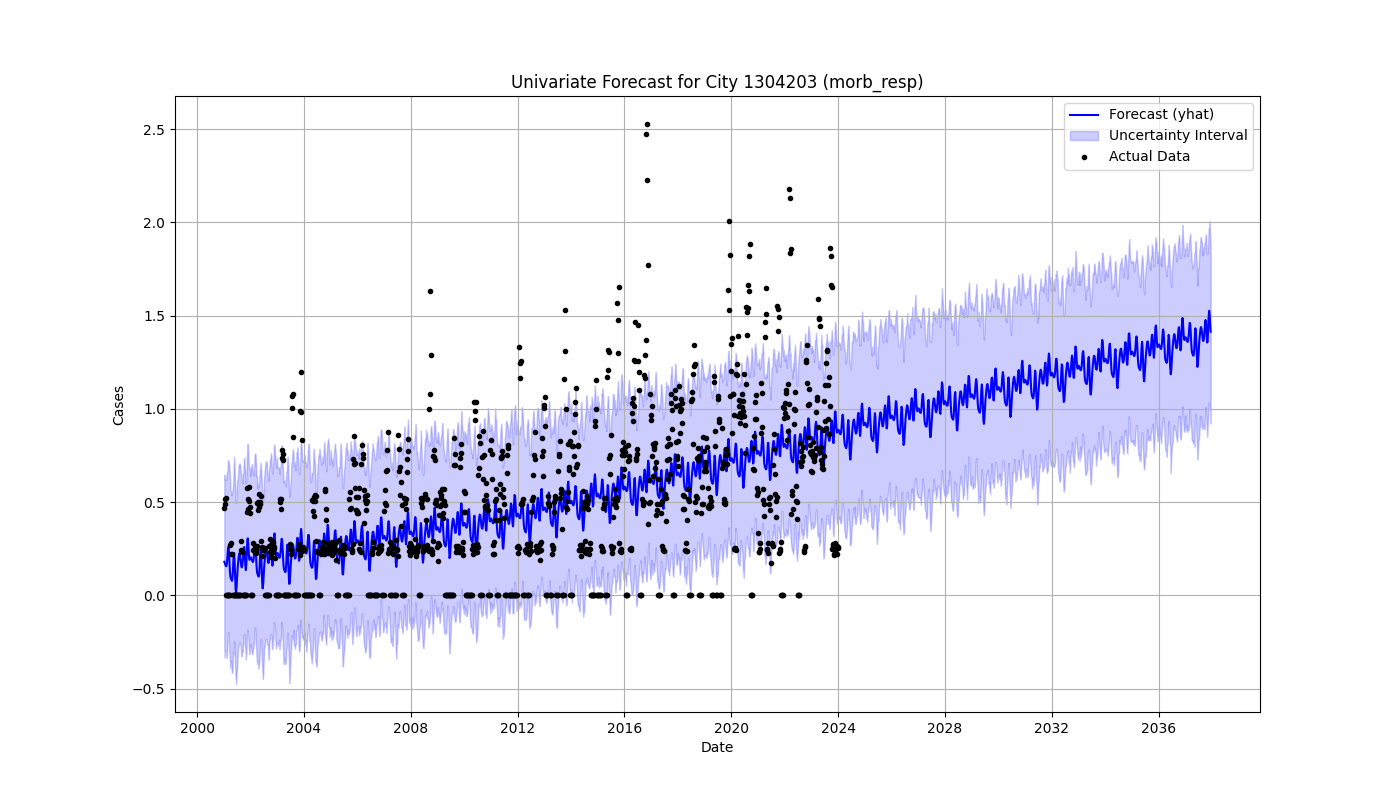 Univariate Forecast for City 1304203 (morb_resp)
Forecast (yhat)
Uncertainty Interval
Actual Data
Cases
2.5
2.0
1.5
1.0
0.5
0.0
−0.5
2000 2004 2008 2012 2016 2020 2024 2028 2032 2036
Date